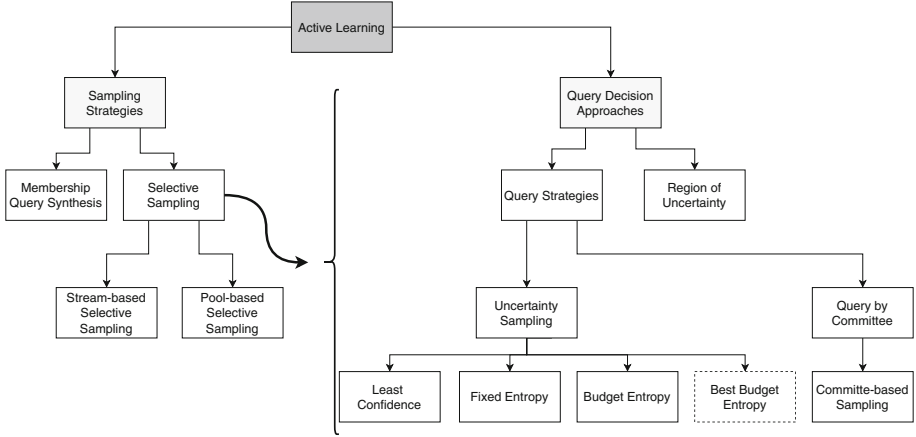 Active Learning
Sampling
Strategies
Query Decision
Approaches
Membership
Query Synthesis
Selective
Sampling
Query Strategies
Region of
Uncertainty
Stream-based
Selective
Sampling
Pool-based
Selective
Sampling
Uncertainty
Sampling
Query by
Committee
Least
Confidence
Fixed Entropy
Budget Entropy
Best Budget
Entropy
Committe-based
Sampling